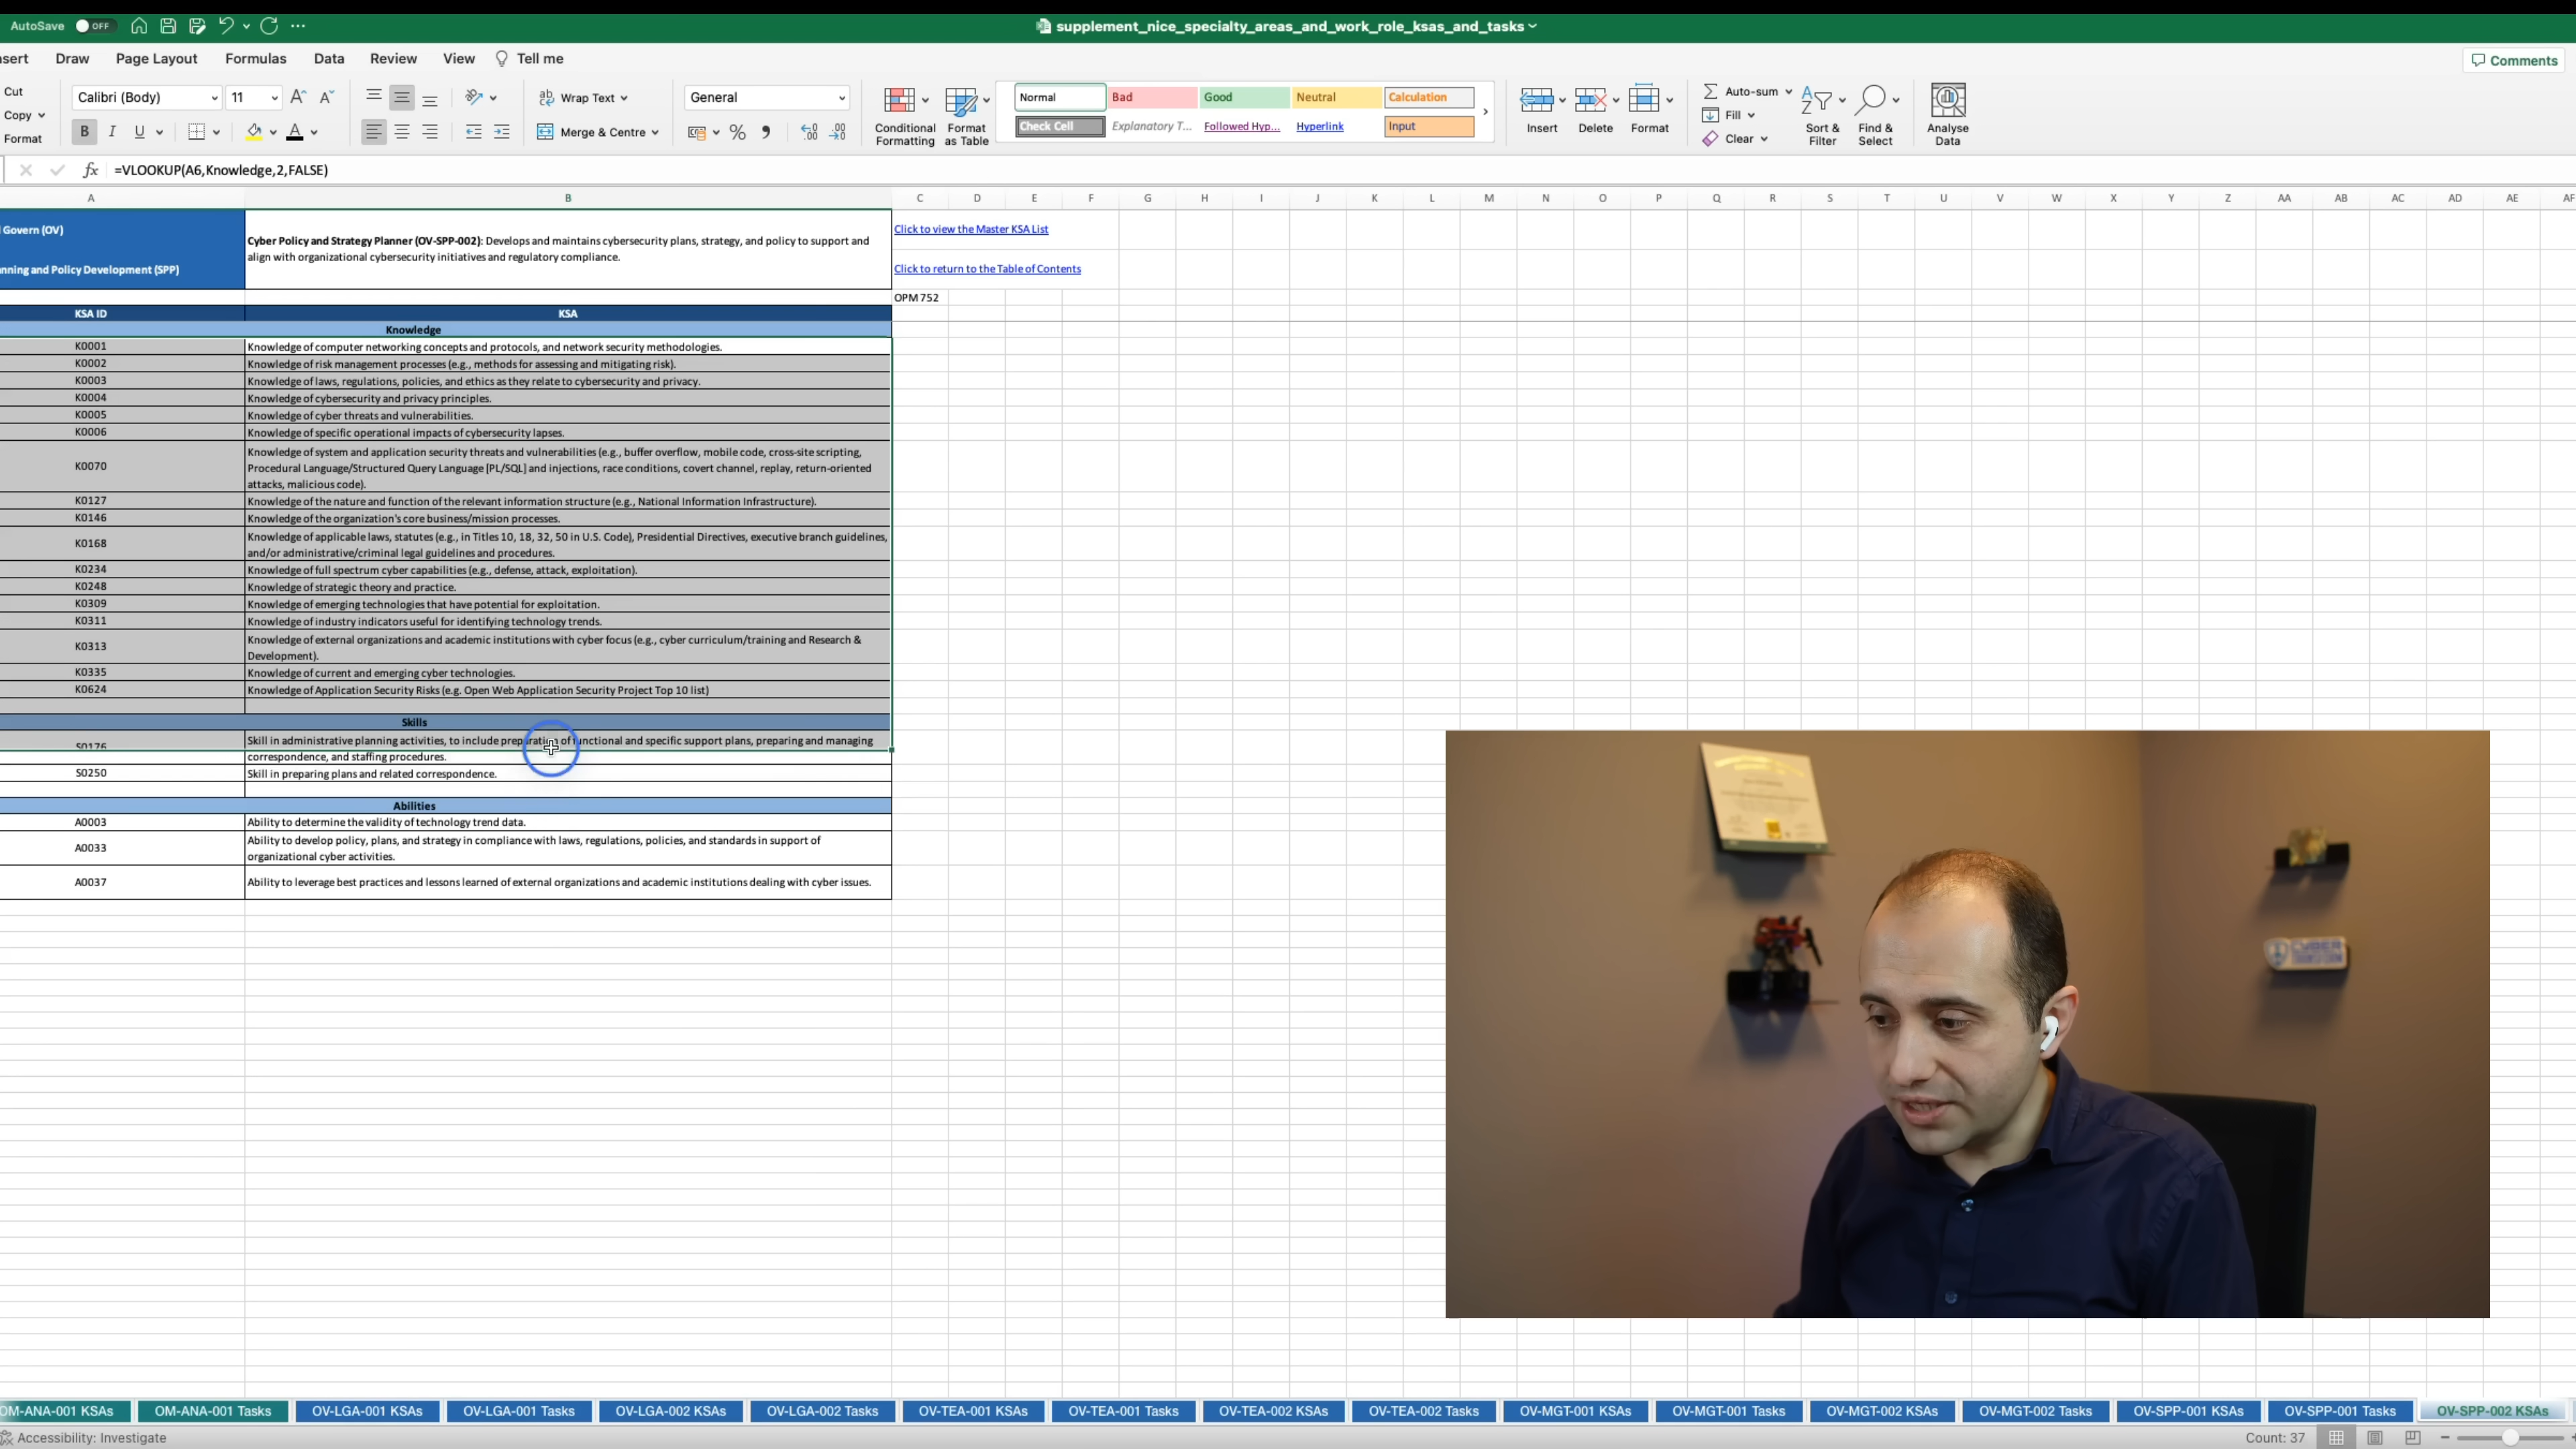 AutoSave OFF
supplement_nice_specialty_areas_and_work_role_ksas_and_tasks
Draw Page Layout Formulas Data Review View Tell me
Comments
Cut
Copy
Format
Calibri (Body) 11
B I U
Wrap Text
Merge & Centre
General
Conditional Formatting
Format as Table
Normal Bad Good Neutral Calculation
Check Cell Explanatory T... Followed Hyp... Hyperlink Input
Insert Delete Format
Auto-sum
Fill
Clear
Sort & Filter
Find & Select
Analyse Data
fx =VLOOKUP(A6,Knowledge,2,FALSE)
A B C D E F G H I J K L M N O P Q R S T U V W X Y Z AA AB AC AD AE AF
Govern (OV)
nning and Policy Development (SPP)
Cyber Policy and Strategy Planner (OV-SPP-002): Develops and maintains cybersecurity plans, strategy, and policy to support and
align with organizational cybersecurity initiatives and regulatory compliance.
Click to view the Master KSA List
Click to return to the Table of Contents
OPM 752
KSA ID KSA
Knowledge
K0001 Knowledge of computer networking concepts and protocols, and network security methodologies.
K0002 Knowledge of risk management processes (e.g., methods for assessing and mitigating risk).
K0003 Knowledge of laws, regulations, policies, and ethics as they relate to cybersecurity and privacy.
K0004 Knowledge of cybersecurity and privacy principles.
K0005 Knowledge of cyber threats and vulnerabilities.
K0006 Knowledge of specific operational impacts of cybersecurity lapses.
K0070 Knowledge of system and application security threats and vulnerabilities (e.g., buffer overflow, mobile code, cross-site scripting,
Procedural Language/Structured Query Language [PL/SQL] and injections, race conditions, covert channel, replay, return-oriented
attacks, malicious code).
K0127 Knowledge of the nature and function of the relevant information structure (e.g., National Information Infrastructure).
K0146 Knowledge of the organization's core business/mission processes.
K0168 Knowledge of applicable laws, statutes (e.g., in Titles 10, 18, 32, 50 in U.S. Code), Presidential Directives, executive branch guidelines,
and/or administrative/criminal legal guidelines and procedures.
K0234 Knowledge of full spectrum cyber capabilities (e.g., defense, attack, exploitation).
K0248 Knowledge of strategic theory and practice.
K0309 Knowledge of emerging technologies that have potential for exploitation.
K0311 Knowledge of industry indicators useful for identifying technology trends.
K0313 Knowledge of external organizations and academic institutions with cyber focus (e.g., cyber curriculum/training and Research &
Development).
K0335 Knowledge of current and emerging cyber technologies.
K0624 Knowledge of Application Security Risks (e.g. Open Web Application Security Project Top 10 list)
Skills
S0176 Skill in administrative planning activities, to include preparation of functional and specific support plans, preparing and managing
correspondence, and staffing procedures.
S0250 Skill in preparing plans and related correspondence.
Abilities
A0003 Ability to determine the validity of technology trend data.
A0033 Ability to develop policy, plans, and strategy in compliance with laws, regulations, policies, and standards in support of
organizational cyber activities.
A0037 Ability to leverage best practices and lessons learned of external organizations and academic institutions dealing with cyber issues.
OM-ANA-001 KSAs OM-ANA-001 Tasks OV-LGA-001 KSAs OV-LGA-001 Tasks OV-LGA-002 KSAs OV-LGA-002 Tasks OV-TEA-001 KSAs OV-TEA-001 Tasks OV-TEA-002 KSAs OV-TEA-002 Tasks OV-MGT-001 KSAs OV-MGT-001 Tasks OV-MGT-002 KSAs OV-MGT-002 Tasks OV-SPP-001 KSAs OV-SPP-001 Tasks OV-SPP-002 KSAs
Accessibility: Investigate
Count: 37